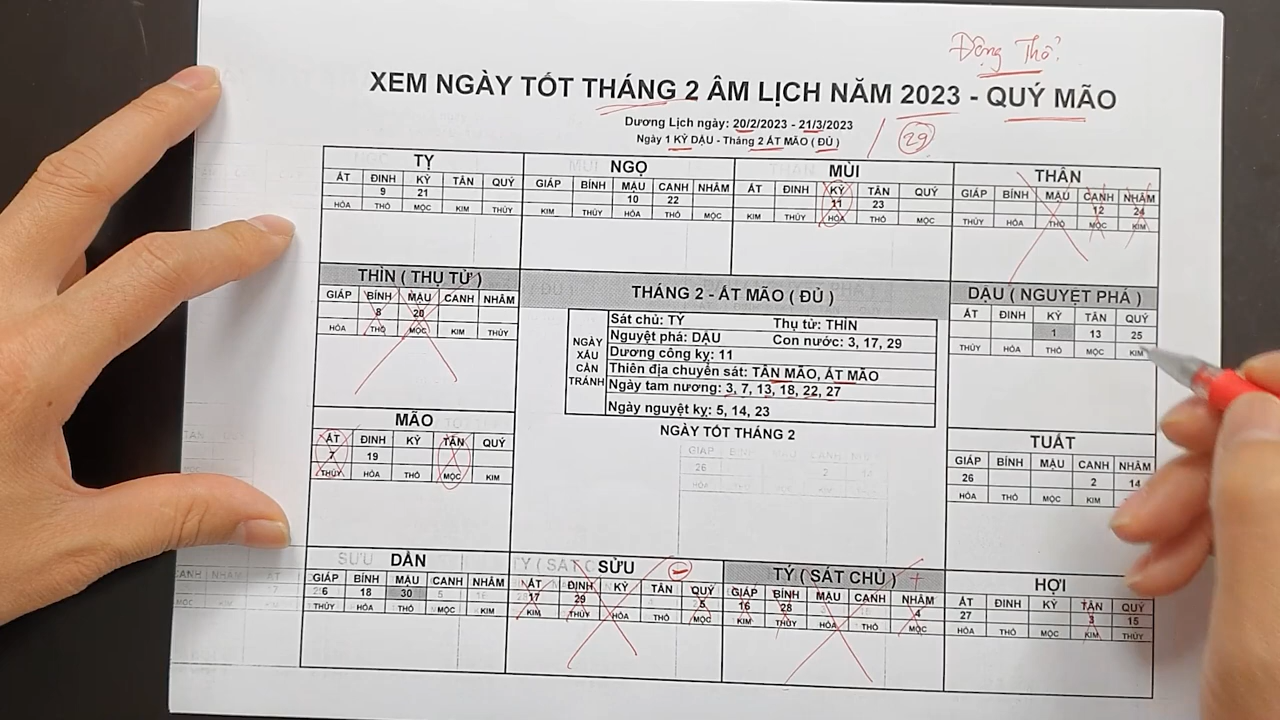 Động Thổ
XEM NGÀY TỐT THÁNG 2 ÂM LỊCH NĂM 2023 - QUÝ MÃO
Dương Lịch ngày: 20/2/2023 - 21/3/2023
29
Ngày 1 KỶ DẬU - Tháng 2 ẤT MÃO ( ĐỦ )
TỴ NGỌ MÙI THÂN
ẤT ĐINH KỶ TÂN QUÝ GIÁP BÍNH MẬU CANH NHÂM ẤT ĐINH KỶ TÂN QUÝ GIÁP BÍNH MẬU CANH NHÂM
9 21 10 22 11 23 12 24
HỎA THỔ MỘC KIM THỦY KIM THỦY HỎA THỔ MỘC KIM THỦY HỎA THỔ MỘC THỦY HỎA THỔ MỘC KIM
THÌN ( THỤ TỬ ) THÁNG 2 - ẤT MÃO ( ĐỦ ) DẬU ( NGUYỆT PHÁ )
GIÁP BÍNH MẬU CANH NHÂM ẤT ĐINH KỶ TÂN QUÝ
8 20 1 13 25
HỎA THỔ MỘC KIM THỦY THỦY HỎA THỔ MỘC KIM
NGÀY XẤU CẦN TRÁNH
Sát chủ: TÝ Thụ tử: THÌN
Nguyệt phá: DẬU Con nước: 3, 17, 29
Dương công kỵ: 11
Thiên địa chuyển sát: TÂN MÃO, ẤT MÃO
Ngày tam nương: 3, 7, 13, 18, 22, 27
Ngày nguyệt kỵ: 5, 14, 23
MÃO NGÀY TỐT THÁNG 2 TUẤT
ẤT ĐINH KỶ TÂN QUÝ GIÁP BÍNH MẬU CANH NHÂM
7 19 26 2 14
THỦY HỎA THỔ MỘC KIM HỎA THỔ MỘC KIM
DẦN SỬU TÝ ( SÁT CHỦ ) + HỢI
GIÁP BÍNH MẬU CANH NHÂM ẤT ĐINH KỶ TÂN QUÝ GIÁP BÍNH MẬU CANH NHÂM ẤT ĐINH KỶ TÂN QUÝ
6 18 30 17 29 5 16 28 4 27 3 15
THỦY HỎA THỔ MỘC KIM KIM THỦY HỎA THỔ MỘC KIM THỦY HỎA THỔ MỘC HỎA THỔ MỘC KIM THỦY